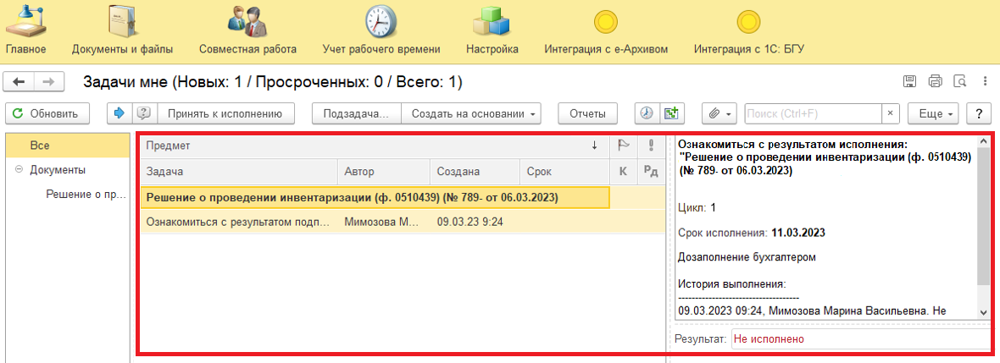 Главное
Документы и файлы
Совместная работа
Учет рабочего времени
Настройка
Интеграция с е-Архивом
Интеграция с 1С: БГУ
Задачи мне (Новых: 1 / Просроченных: 0 / Всего: 1)
Обновить
Принять к исполнению
Подзадача...
Создать на основании
Отчеты
Поиск (Ctrl+F)
×
Еще
?
Все
Документы
Решение о пр...
Предмет ↓
Задача Автор Создана Срок К Рд
Решение о проведении инвентаризации (ф. 0510439) (№ 789- от 06.03.2023)
Ознакомиться с результатом подп... Мимозова М... 09.03.23 9:24
Ознакомиться с результатом исполнения:
"Решение о проведении инвентаризации (ф. 0510439)
(№ 789- от 06.03.2023)
Цикл: 1
Срок исполнения: 11.03.2023
Дозаполнение бухгалтером
История выполнения:
------------------------------------
09.03.2023 09:24, Мимозова Марина Васильевна. Не
Результат: Не исполнено